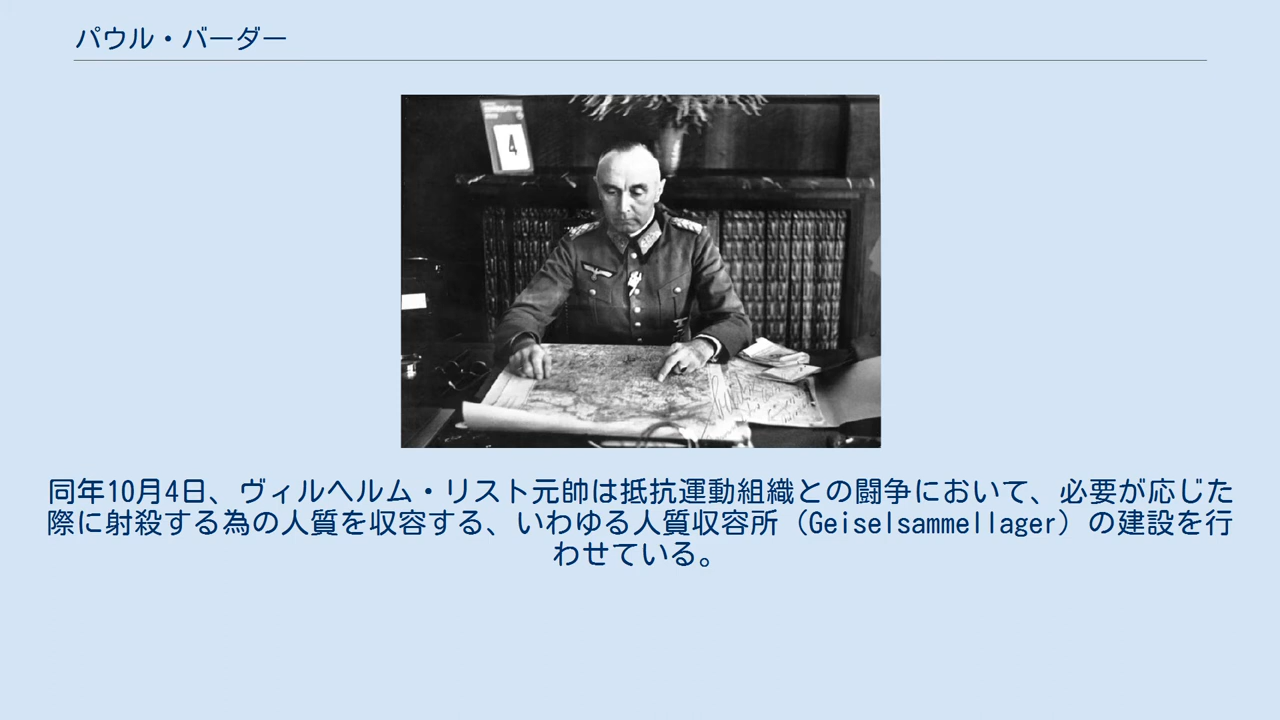 パウル・バーダー
4
同年10月4日、ヴィルヘルム・リスト元帥は抵抗運動組織との闘争において、必要が応じた
際に射殺する為の人質を収容する、いわゆる人質収容所（Geiselsammellager）の建設を行
わせている。